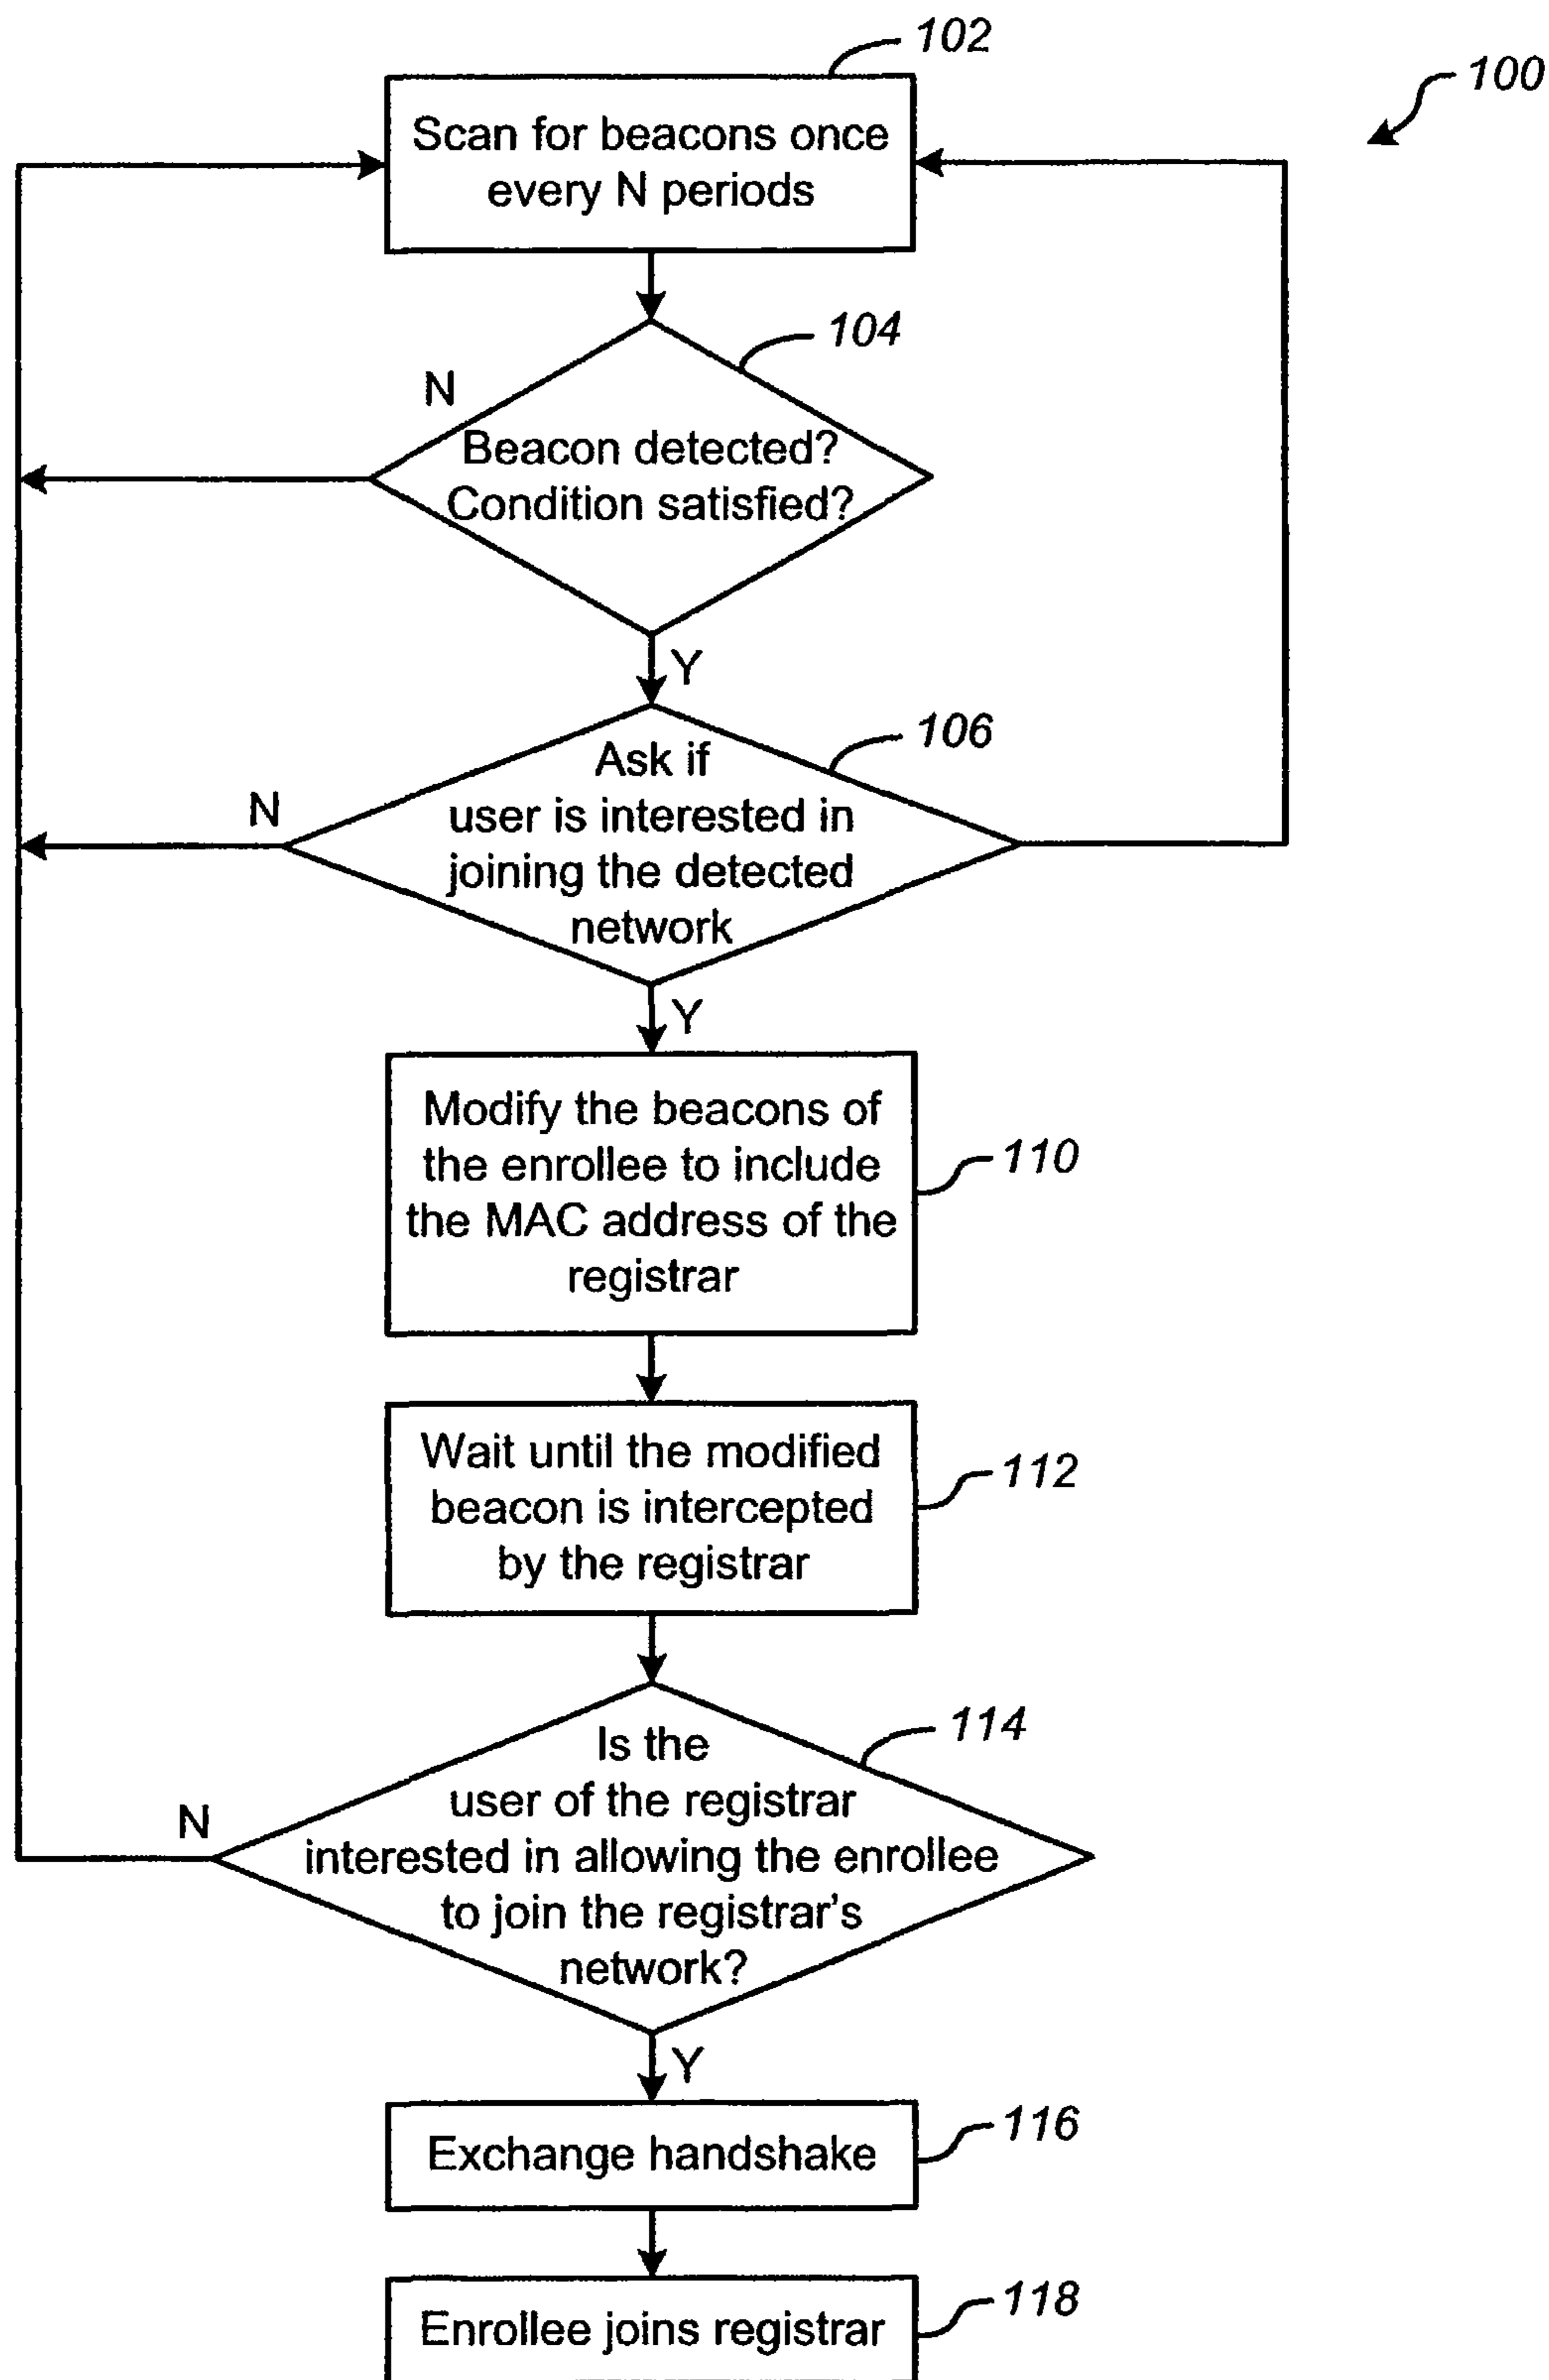 102
100
Scan for beacons once
every N periods
104
N
Beacon detected?
Condition satisfied?
Y
106
Ask if
user is interested in
joining the detected
network
N
Y
Modify the beacons of
the enrollee to include
the MAC address of the
registrar
110
Wait until the modified
beacon is intercepted
by the registrar
112
114
Is the
user of the registrar
interested in allowing the enrollee
to join the registrar's
network?
N
Y
Exchange handshake
116
Enrollee joins registrar
118